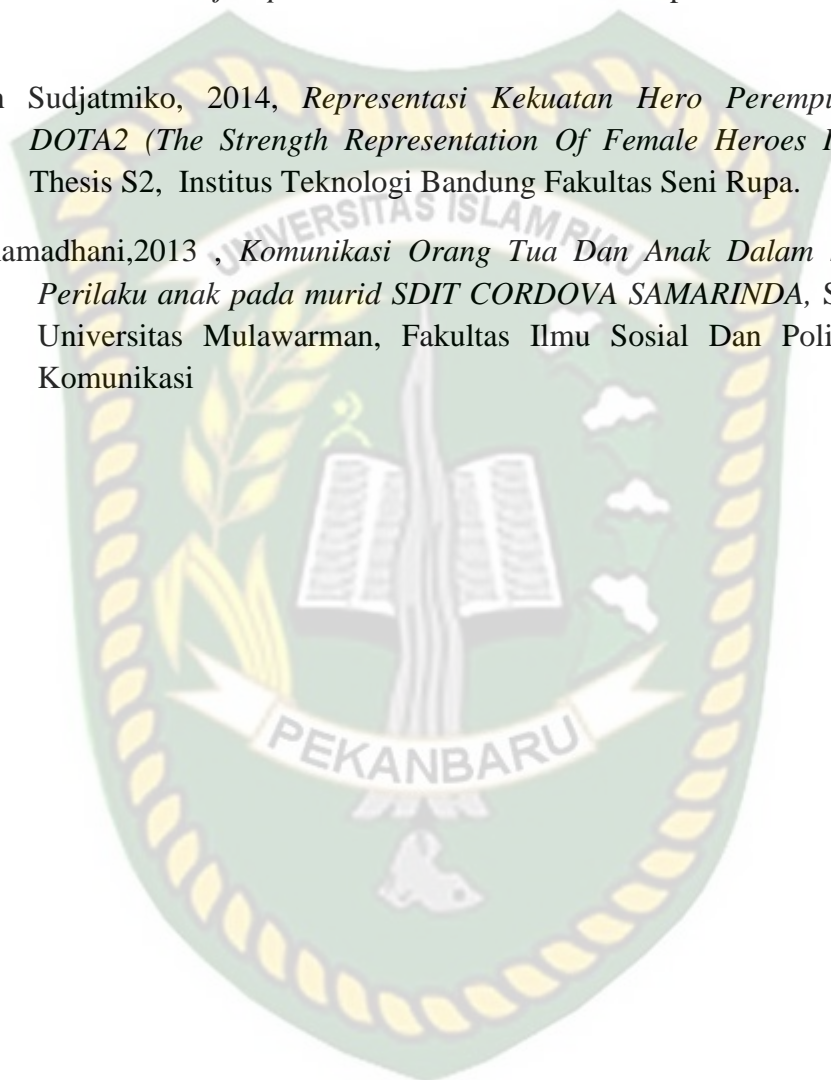 Sudjatmiko, 2014, Representasi Kekuatan Hero
DOTA2 (The Strength Representation Of Female Heroes
Thesis S2, Institus Teknologi Bandung Fakultas Seni Rupa.
UNIVERSITAS ISLAM RIAU
amadhani,2013 , Komunikasi Orang Tua Dan Anak Dalam
Perilaku anak pada murid SDIT CORDOVA SAMARINDA,
Universitas Mulawarman, Fakultas Ilmu Sosial Dan
Komunikasi
PEKANBARU